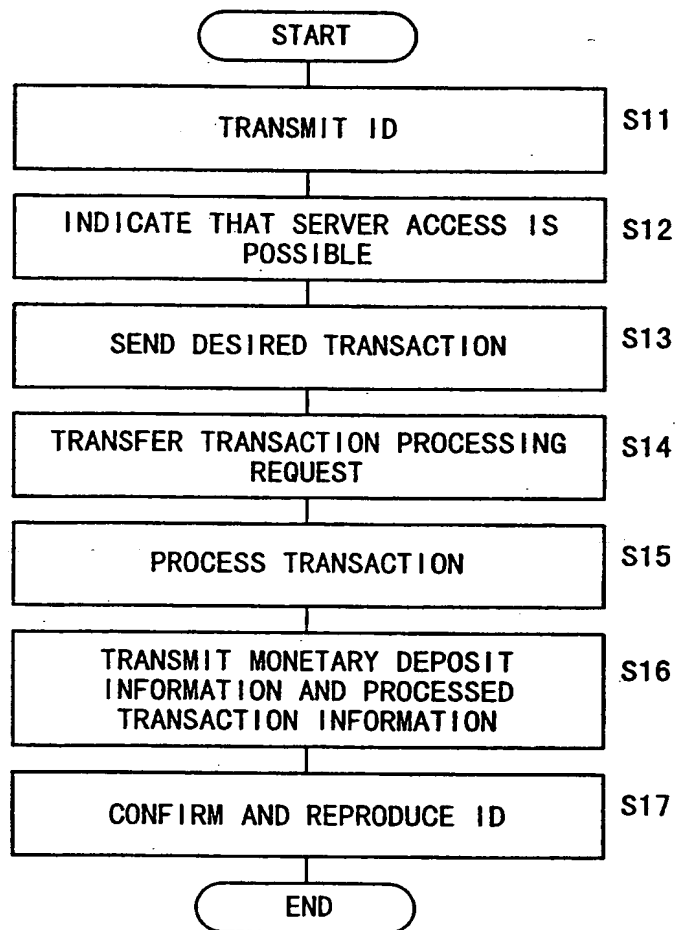 START
TRANSMIT ID
S11
INDICATE THAT SERVER ACCESS IS
POSSIBLE
S12
SEND DESIRED TRANSACTION
S13
TRANSFER TRANSACTION PROCESSING
REQUEST
S14
PROCESS TRANSACTION
S15
TRANSMIT MONETARY DEPOSIT
INFORMATION AND PROCESSED
TRANSACTION INFORMATION
S16
CONFIRM AND REPRODUCE ID
S17
END